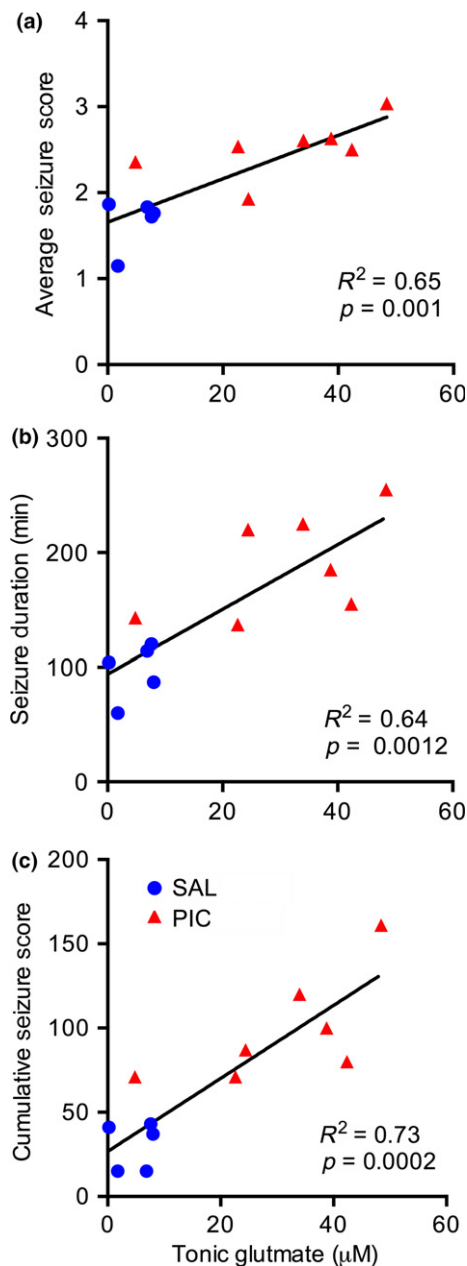 (a)
Average seizure score
4
3
2
1
0
0 20 40 60
R² = 0.65
p = 0.001
(b)
Seizure duration (min)
300
200
100
0
0 20 40 60
R² = 0.64
p = 0.0012
(c)
Cumulative seizure score
200
150
100
50
0
SAL
PIC
R² = 0.73
p = 0.0002
0 20 40 60
Tonic glutmate (μM)